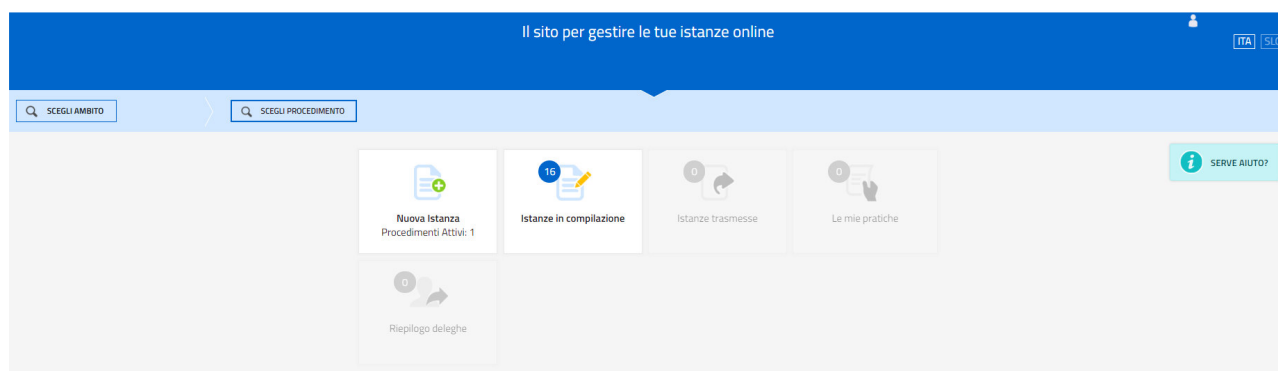 Il sito per gestire le tue istanze online
ITA
SCEGLI AMBITO
SCEGLI PROCEDIMENTO
SERVE AIUTO?
16
0
0
Nuova Istanza
Procedimenti Attivi: 1
Istanze in compilazione
Istanze trasmesse
Le mie pratiche
0
Riepilogo deleghe